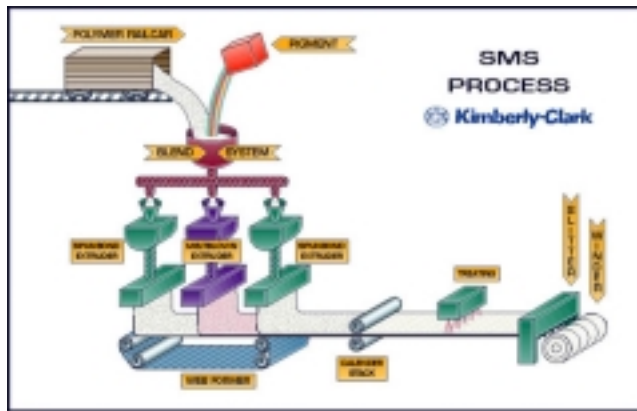 POLYMER RAILCAR
PIGMENT
SMS
PROCESS
Kimberly-Clark
BLEND SYSTEM
SPUNBOND
EXTRUDER
MELTBLOWN
EXTRUDER
SPUNBOND
EXTRUDER
TREATING
SLITTER
WINDER
WEB FORMER
CALENDER
STACK